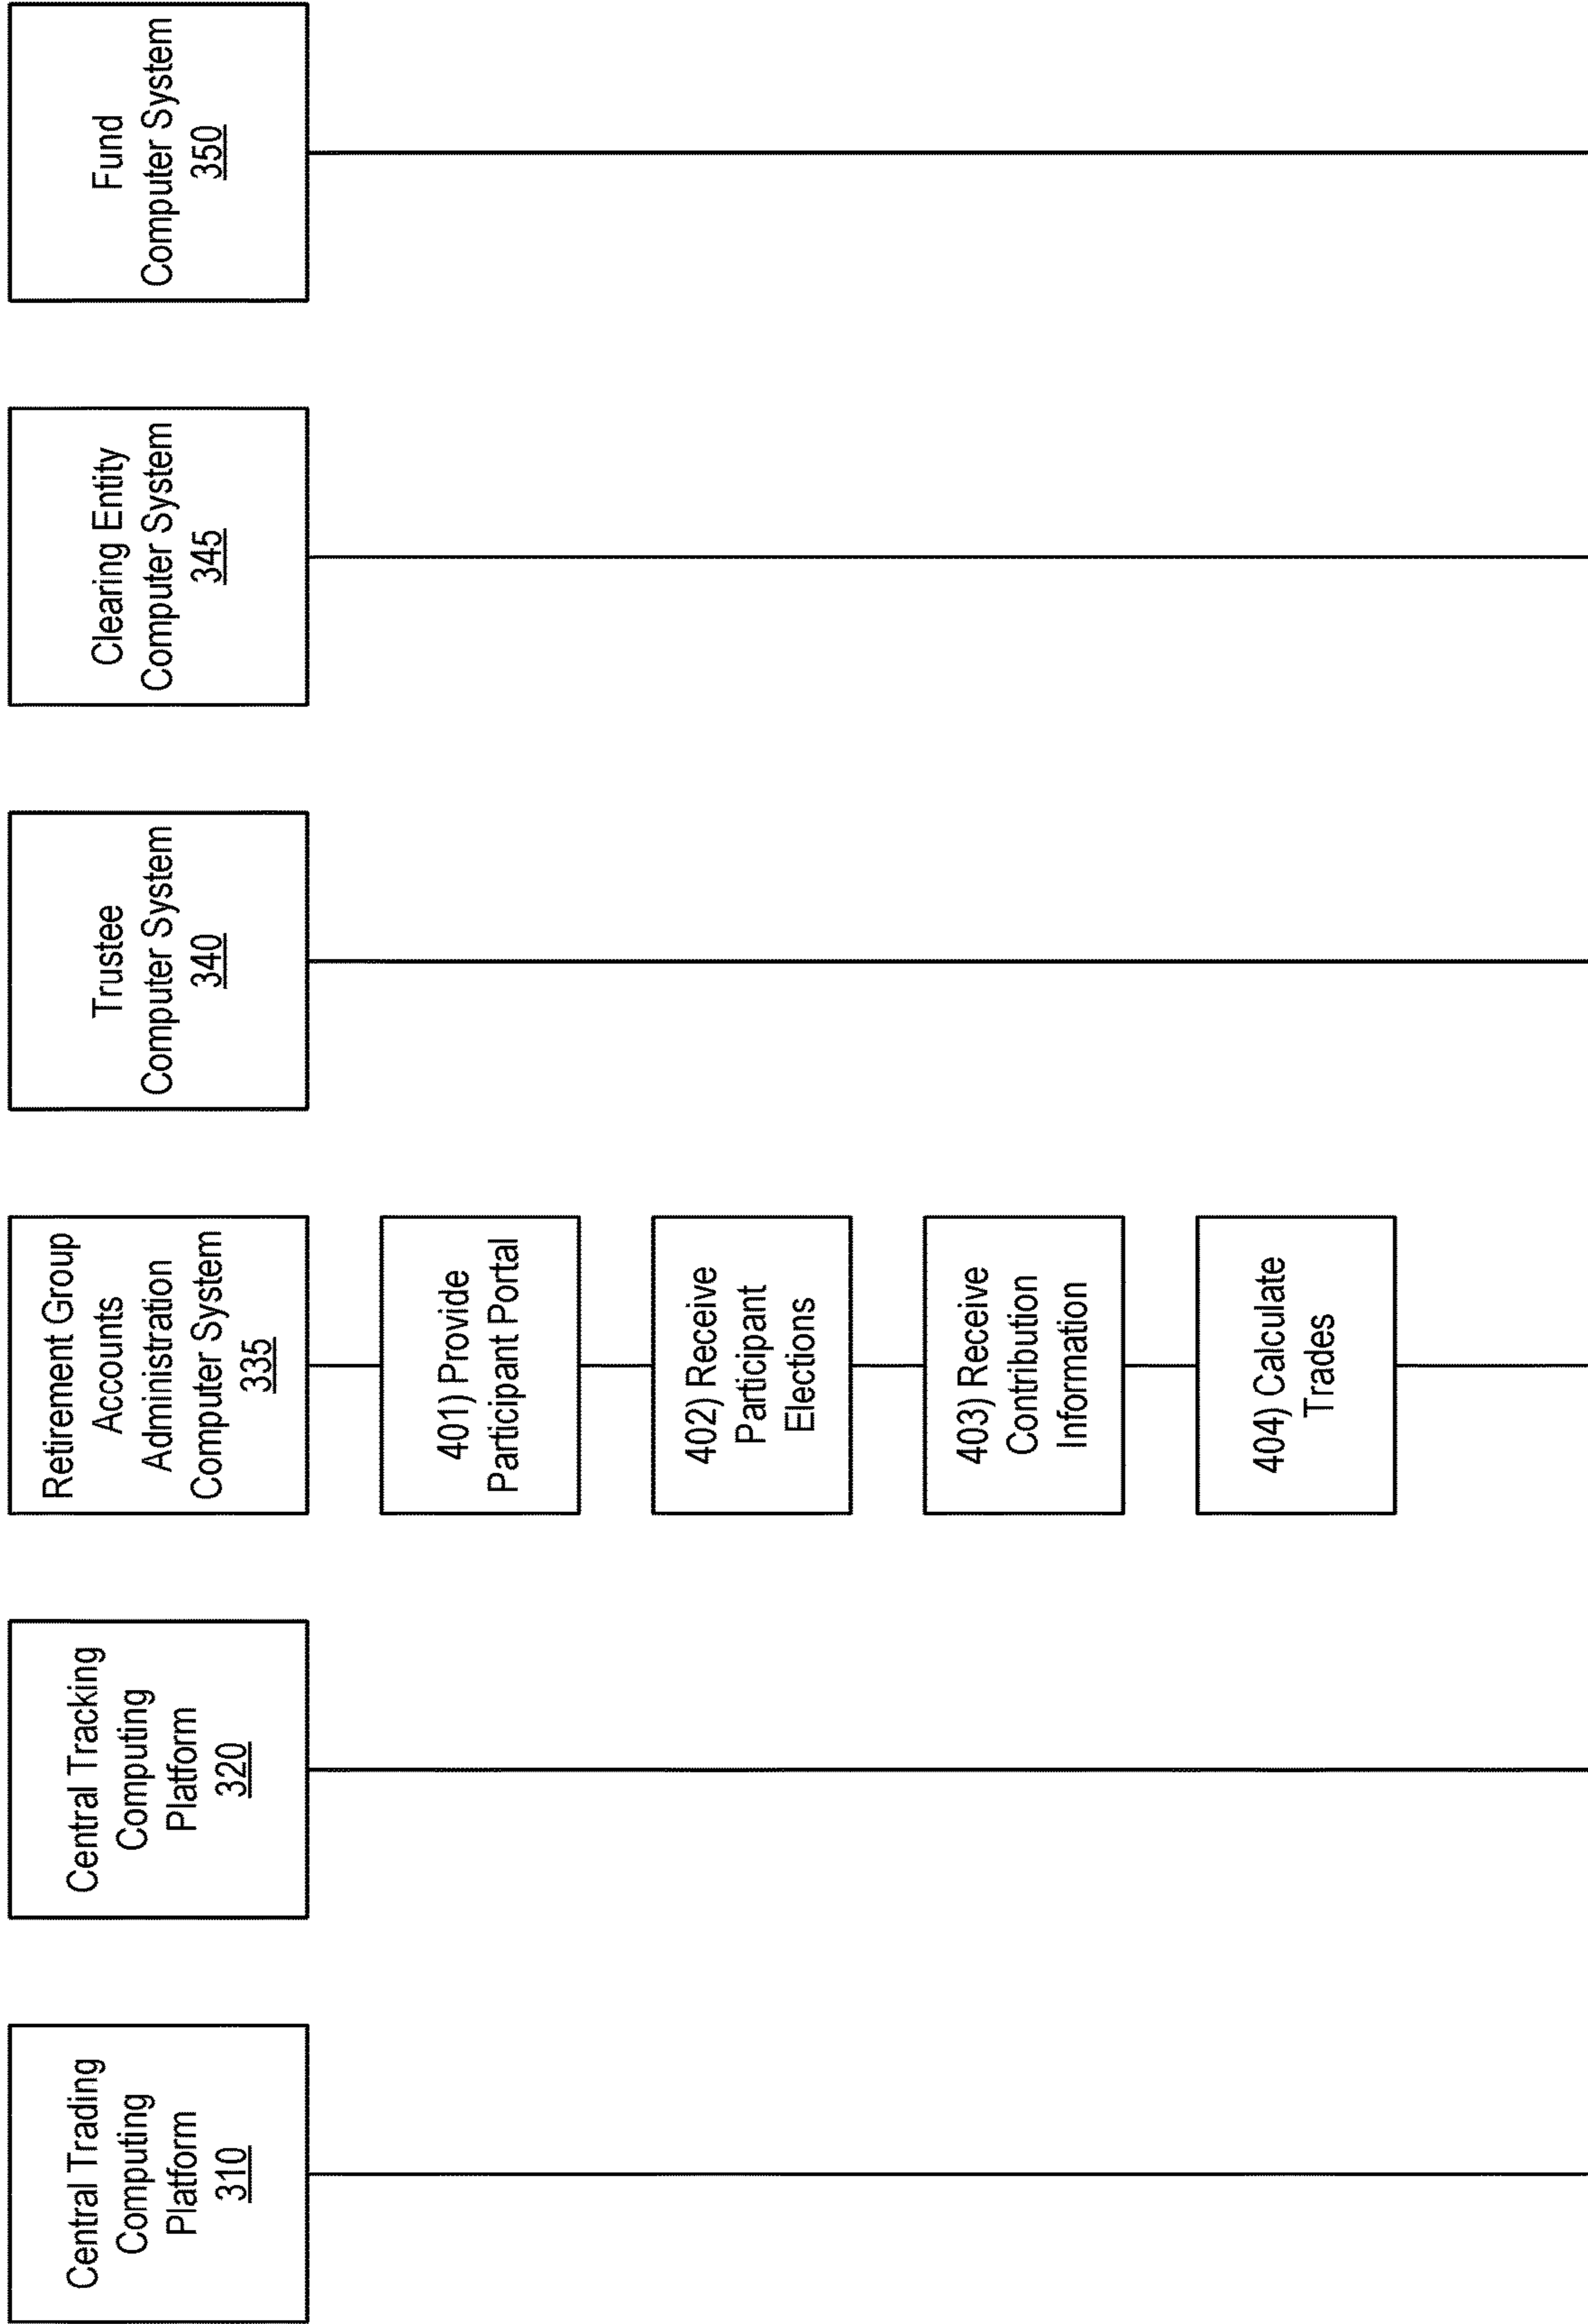 Central Trading
Computing
Platform
310
Central Tracking
Computing
Platform
320
Retirement Group
Accounts
Administration
Computer System
335
Trustee
Computer System
340
Clearing Entity
Computer System
345
Fund
Computer System
350
401) Provide
Participant Portal
402) Receive
Participant
Elections
403) Receive
Contribution
Information
404) Calculate
Trades